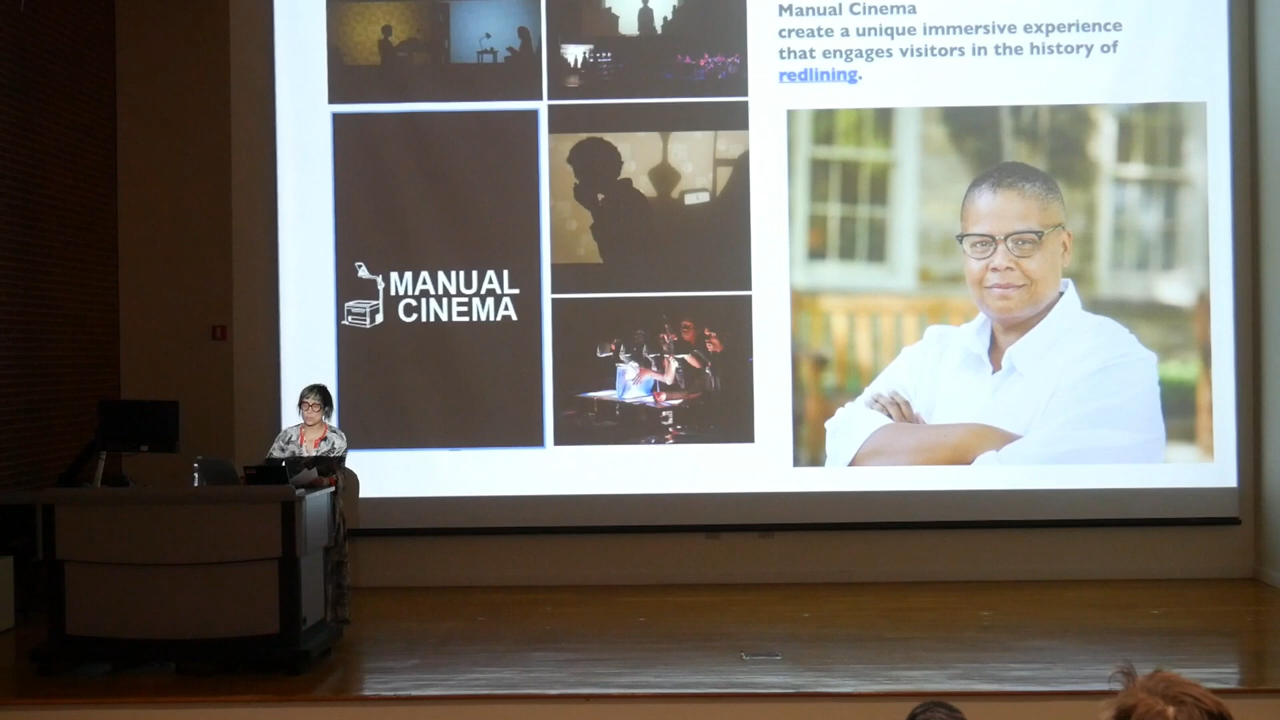 Manual Cinema
create a unique immersive experience
that engages visitors in the history of
redlining.
MANUAL
CINEMA